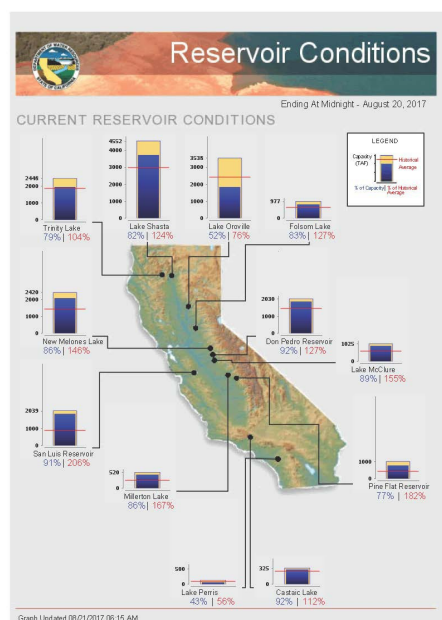 Reservoir Conditions
Ending At Midnight - August 20, 2017
CURRENT RESERVOIR CONDITIONS
LEGEND
Capacity
(TAF)
Historical
Average
% of Capacity | % of Historical
Average
2448
2000
1000
0
Trinity Lake
79% | 104%
4552
4000
3000
2000
1000
0
Lake Shasta
82% | 124%
3538
3000
2000
1000
0
Lake Oroville
52% | 76%
977
0
Folsom Lake
83% | 127%
2420
2000
1000
0
New Melones Lake
86% | 146%
2030
1000
0
Don Pedro Reservoir
92% | 127%
1025
0
Lake McClure
89% | 155%
2039
1000
0
San Luis Reservoir
91% | 206%
520
0
Millerton Lake
86% | 167%
1000
0
Pine Flat Reservoir
77% | 182%
500
0
Lake Perris
43% | 56%
325
0
Castaic Lake
92% | 112%
Graph Updated 08/21/2017 06:15 AM